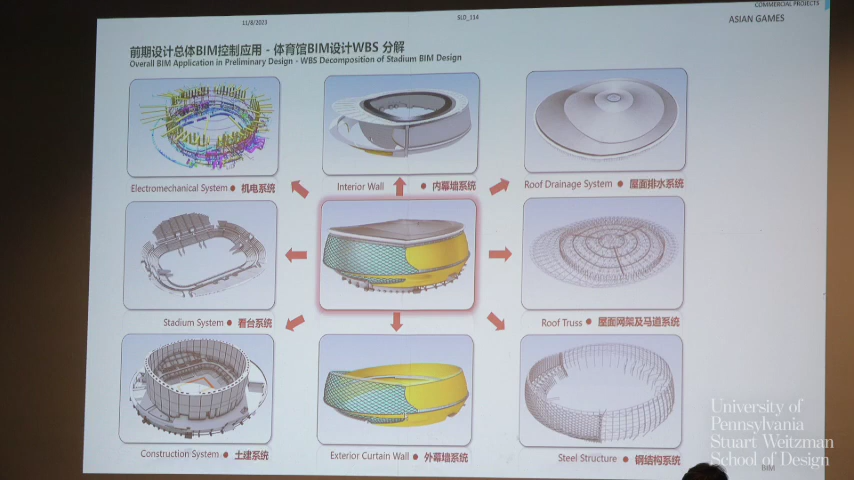 11/8/2023
SLD_114
COMMERCIAL PROJECTS
ASIAN GAMES
前期设计总体BIM控制应用 - 体育馆BIM设计WBS 分解
Overall BIM Application in Preliminary Design - WBS Decomposition of Stadium BIM Design
Electromechanical System ● 机电系统
Interior Wall ● 内幕墙系统
Roof Drainage System ● 屋面排水系统
Stadium System ● 看台系统
Roof Truss ● 屋面网架及马道系统
Construction System ● 土建系统
Exterior Curtain Wall ● 外幕墙系统
Steel Structure ● 钢结构系统
University of
Pennsylvania
Stuart Weitzman
School of Design
BIM